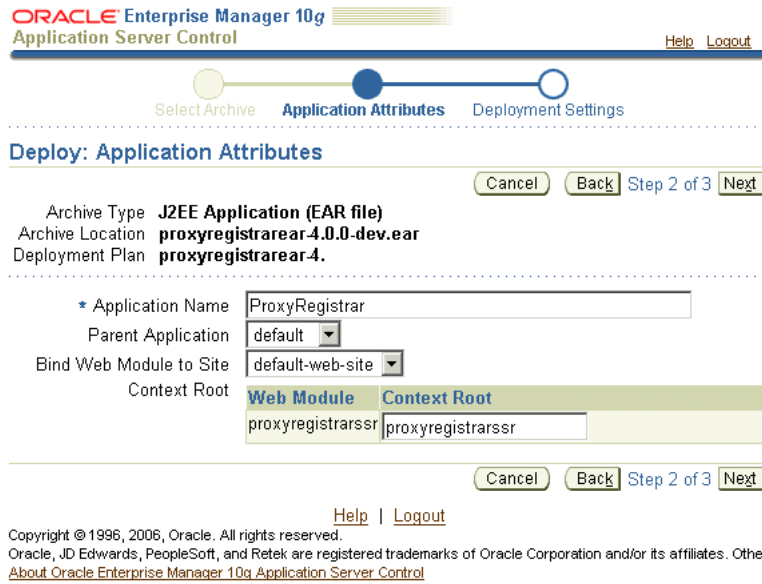 ORACLE Enterprise Manager 10g
Application Server Control
Help Logout
Select Archive Application Attributes Deployment Settings
Deploy: Application Attributes
Cancel Back Step 2 of 3 Next
Archive Type J2EE Application (EAR file)
Archive Location proxyregistrarear-4.0.0-dev.ear
Deployment Plan proxyregistrarear-4.
* Application Name ProxyRegistrar
Parent Application default
Bind Web Module to Site default-web-site
Context Root
Web Module Context Root
proxyregistrarssr proxyregistrarssr
Cancel Back Step 2 of 3 Next
Help | Logout
Copyright © 1996, 2006, Oracle. All rights reserved.
Oracle, JD Edwards, PeopleSoft, and Retek are registered trademarks of Oracle Corporation and/or its affiliates. Othe
About Oracle Enterprise Manager 10g Application Server Control